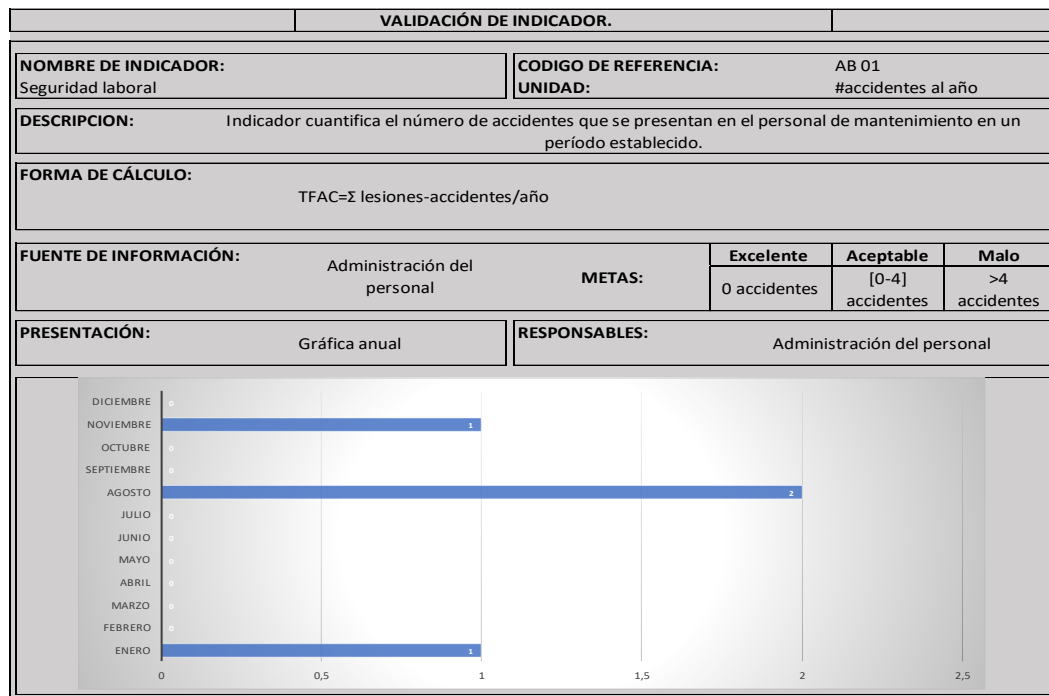 VALIDACIÓN DE INDICADOR.
NOMBRE DE INDICADOR:
Seguridad laboral
CODIGO DE REFERENCIA: AB 01
UNIDAD: #accidentes al año
DESCRIPCION: Indicador cuantifica el número de accidentes que se presentan en el personal de mantenimiento en un
período establecido.
FORMA DE CÁLCULO:
TFAC=Σ lesiones-accidentes/año
FUENTE DE INFORMACIÓN:
Administración del
personal
METAS:
Excelente Aceptable Malo
0 accidentes [0-4] >4
accidentes accidentes
PRESENTACIÓN:
Gráfica anual
RESPONSABLES:
Administración del personal
DICIEMBRE 0
NOVIEMBRE 1
OCTUBRE 0
SEPTIEMBRE 0
AGOSTO 2
JULIO 0
JUNIO 0
MAYO 0
ABRIL 0
MARZO 0
FEBRERO 0
ENERO 1
0 0,5 1 1,5 2 2,5